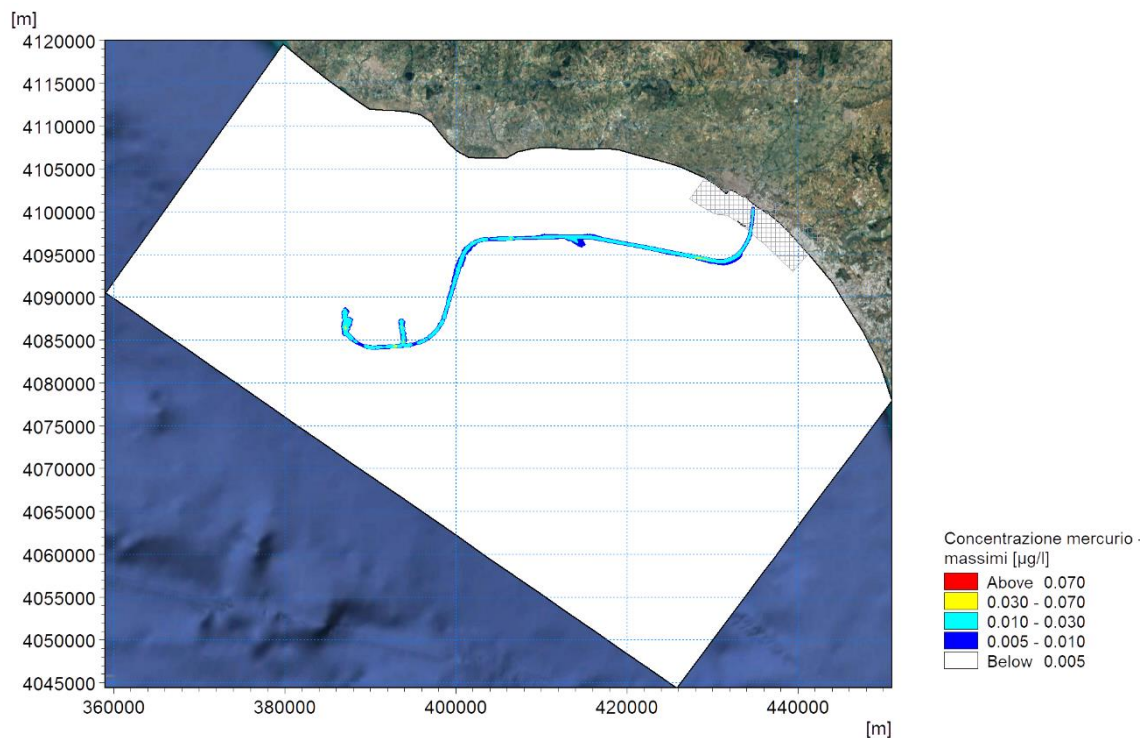 [m]
4120000
4115000
4110000
4105000
4100000
4095000
4090000
4085000
4080000
4075000
4070000
4065000
4060000
4055000
4050000
4045000
360000 380000 400000 420000 440000
[m]
Concentrazione mercurio -
massimi [µg/l]
Above 0.070
0.030 - 0.070
0.010 - 0.030
0.005 - 0.010
Below 0.005